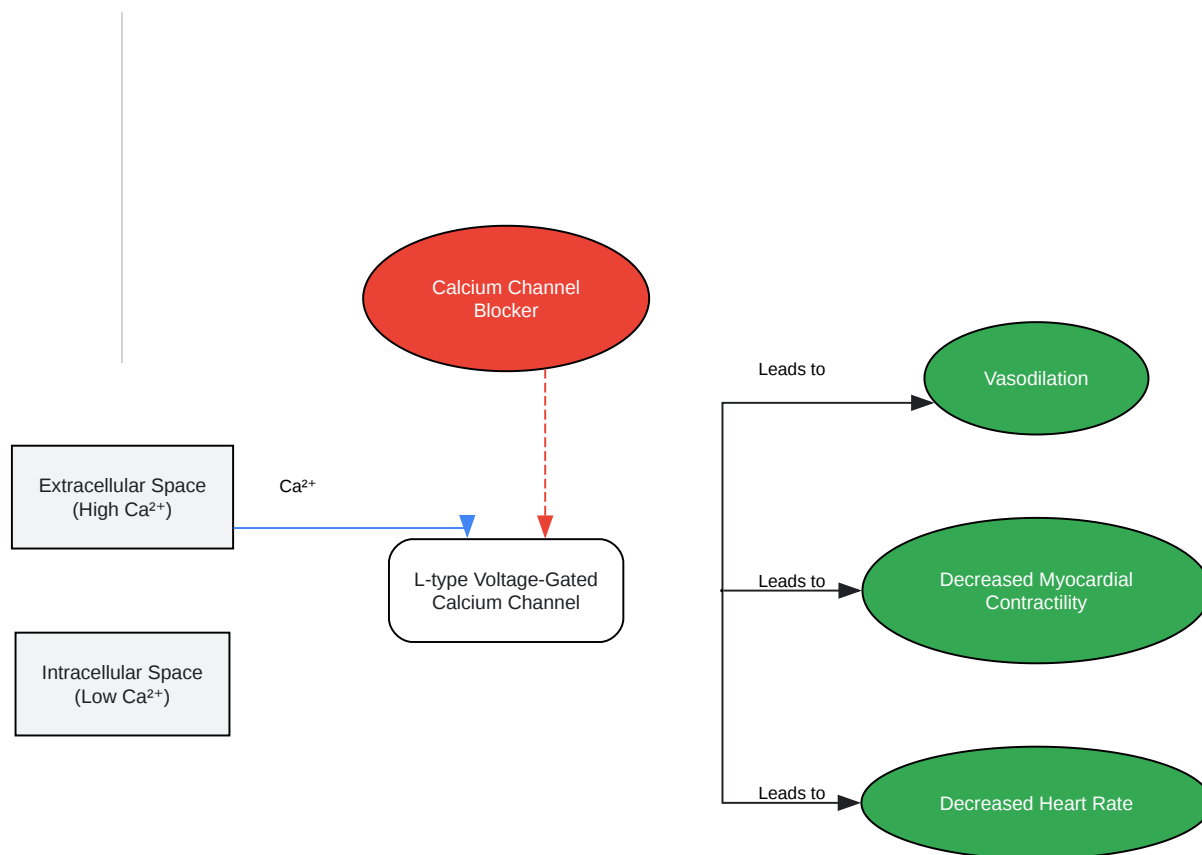 Calcium Channel
Blocker
Leads to
Vasodilation
Extracellular Space
(High Ca²⁺)
Ca²⁺
L-type Voltage-Gated
Calcium Channel
Leads to
Decreased Myocardial
Contractility
Intracellular Space
(Low Ca²⁺)
Leads to
Decreased Heart Rate